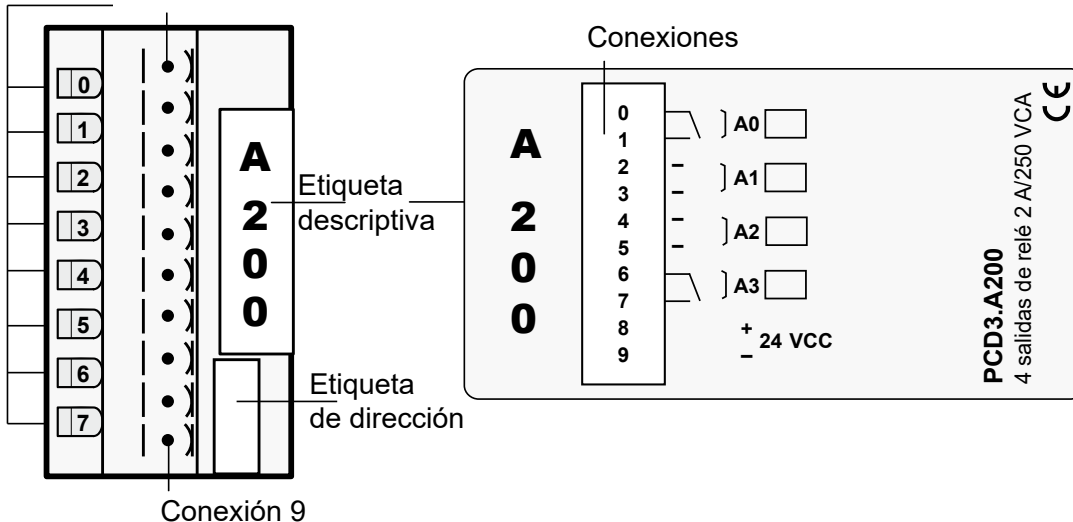 0
1
2
3
4
5
6
7
A
2
0
0
Etiqueta
descriptiva
Etiqueta
de dirección
Conexión 9
Conexiones
A
2
0
0
0
1
2
3
4
5
6
7
8
9
A0
A1
A2
A3
+
– 24 VCC
PCD3.A200
4 salidas de relé 2 A/250 VCA
CE